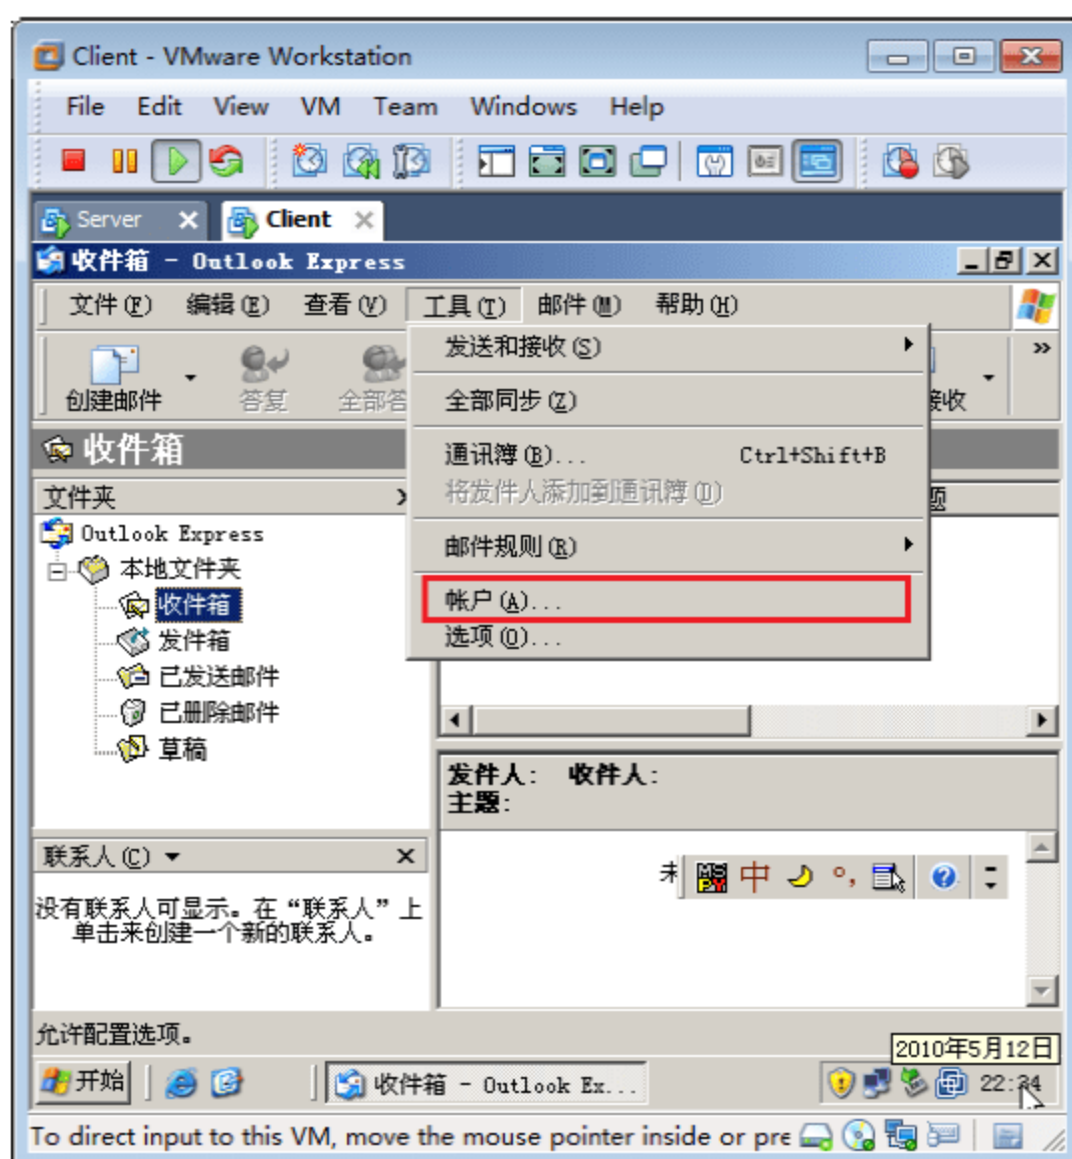 Client - VMware Workstation
File Edit View VM Team Windows Help
Server Client
收件箱 - Outlook Express
文件(F) 编辑(E) 查看(V) 工具(T) 邮件(M) 帮助(H)
发送和接收(S)
创建邮件 答复 全部答 全部同步(Z) 接收
收件箱 通讯簿(B)... Ctrl+Shift+B
文件夹 将发件人添加到通讯簿(D) 题
Outlook Express
邮件规则(R)
本地文件夹
收件箱 帐户(A)...
发件箱 选项(O)...
已发送邮件
已删除邮件
草稿
发件人: 收件人:
主题:
联系人(C)
中
没有联系人可显示。在“联系人”上
单击来创建一个新的联系人。
允许配置选项。
2010年5月12日
开始 收件箱 - Outlook Ex... 22:34
To direct input to this VM, move the mouse pointer inside or pre